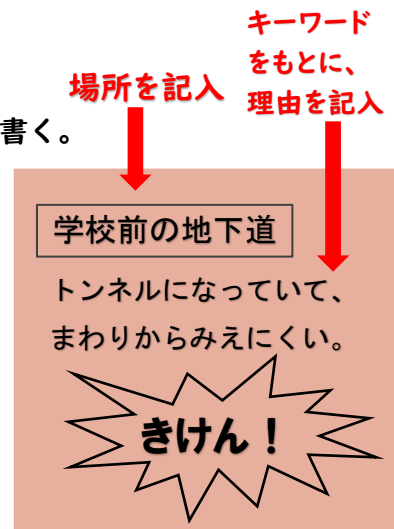 キーワード
をもとに、
理由を記入
場所を記入
書く。
学校前の地下道
トンネルになっていて、
まわりからみえにくい。
きけん！